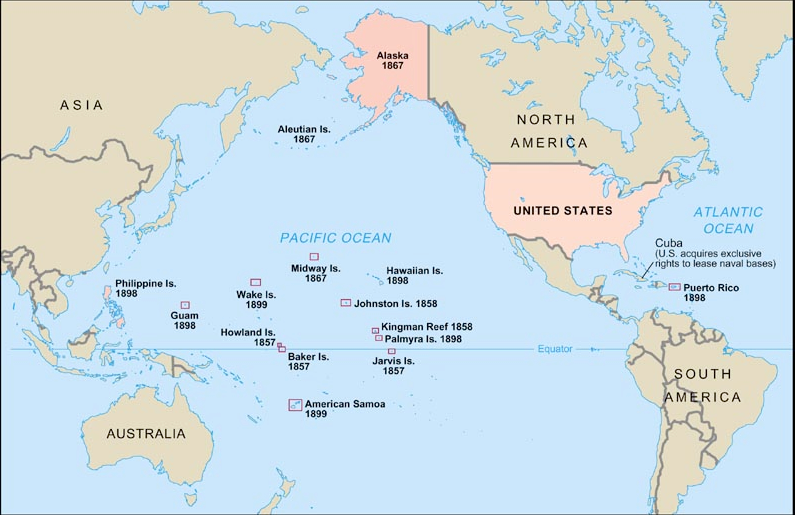 Alaska
1867
ASIA
NORTH
AMERICA
Aleutian Is.
1867
UNITED STATES
ATLANTIC
OCEAN
PACIFIC OCEAN
Cuba
(U.S. acquires exclusive
rights to lease naval bases)
Midway Is.
1867
Hawaiian Is.
1898
Philippine Is.
1898
Wake Is.
1899
Puerto Rico
1898
Johnston Is. 1858
Guam
1898
Kingman Reef 1858
Howland Is.
1857
Palmyra Is. 1898
Baker Is.
1857
Equator
Jarvis Is.
1857
SOUTH
AMERICA
American Samoa
1899
AUSTRALIA